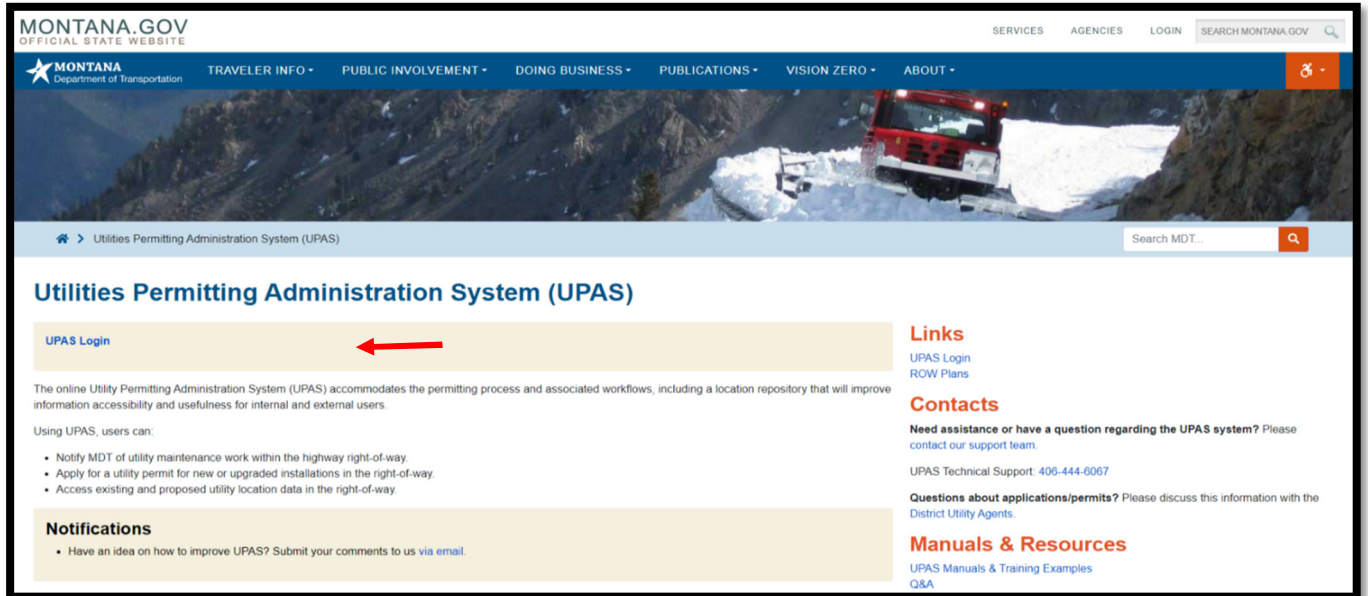 MONTANA.GOV
OFFICIAL STATE WEBSITE
SERVICES AGENCIES LOGIN SEARCH MONTANA.GOV
MONTANA
Department of Transportation
TRAVELER INFO PUBLIC INVOLVEMENT DOING BUSINESS PUBLICATIONS VISION ZERO ABOUT
Utilities Permitting Administration System (UPAS)
Search MDT...
Utilities Permitting Administration System (UPAS)
UPAS Login
The online Utility Permitting Administration System (UPAS) accommodates the permitting process and associated workflows, including a location repository that will improve
information accessibility and usefulness for internal and external users.
Using UPAS, users can:
• Notify MDT of utility maintenance work within the highway right-of-way.
• Apply for a utility permit for new or upgraded installations in the right-of-way.
• Access existing and proposed utility location data in the right-of-way.
Notifications
• Have an idea on how to improve UPAS? Submit your comments to us via email.
Links
UPAS Login
ROW Plans
Contacts
Need assistance or have a question regarding the UPAS system? Please
contact our support team.
UPAS Technical Support: 406-444-6067
Questions about applications/permits? Please discuss this information with the
District Utility Agents.
Manuals & Resources
UPAS Manuals & Training Examples
Q&A